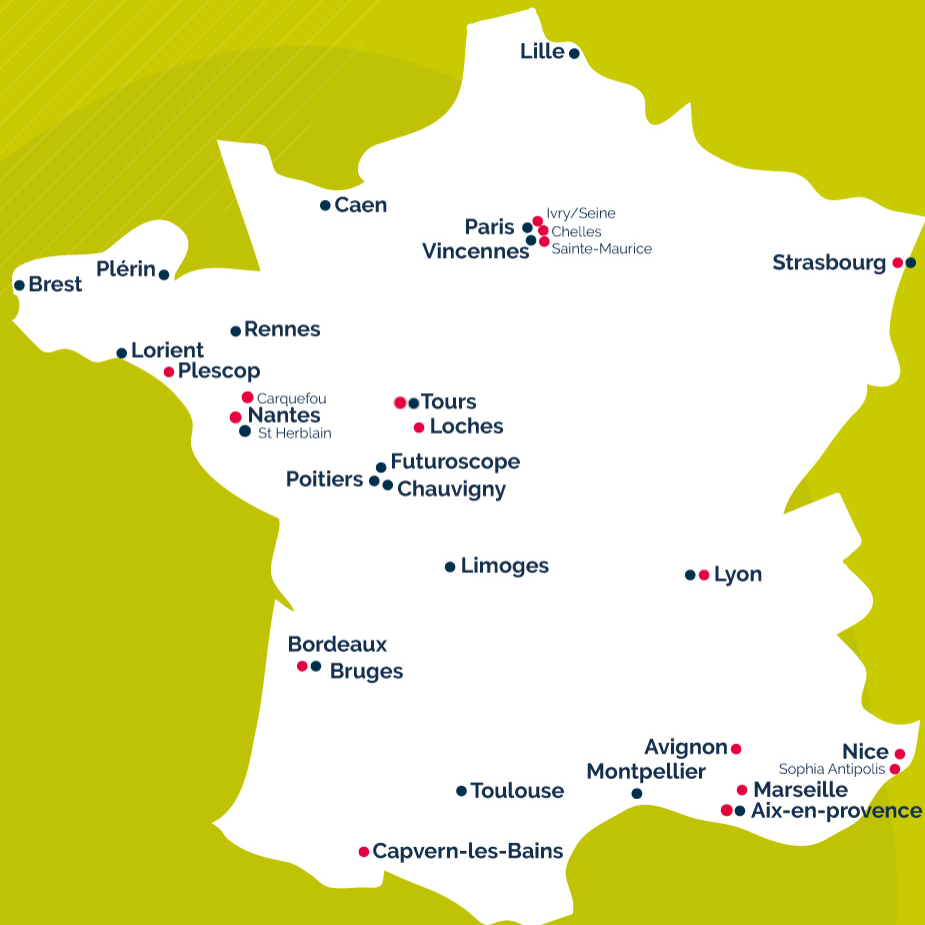 Lille
Caen
Ivry/Seine
Paris
Chelles
Vincennes
Sainte-Maurice
Strasbourg
Plérin
Brest
Rennes
Lorient
Plescop
Carquefou
Nantes
St Herblain
Tours
Loches
Futuroscope
Poitiers
Chauvigny
Limoges
Lyon
Bordeaux
Bruges
Avignon
Nice
Sophia Antipolis
Montpellier
Toulouse
Marseille
Aix-en-provence
Capvern-les-Bains